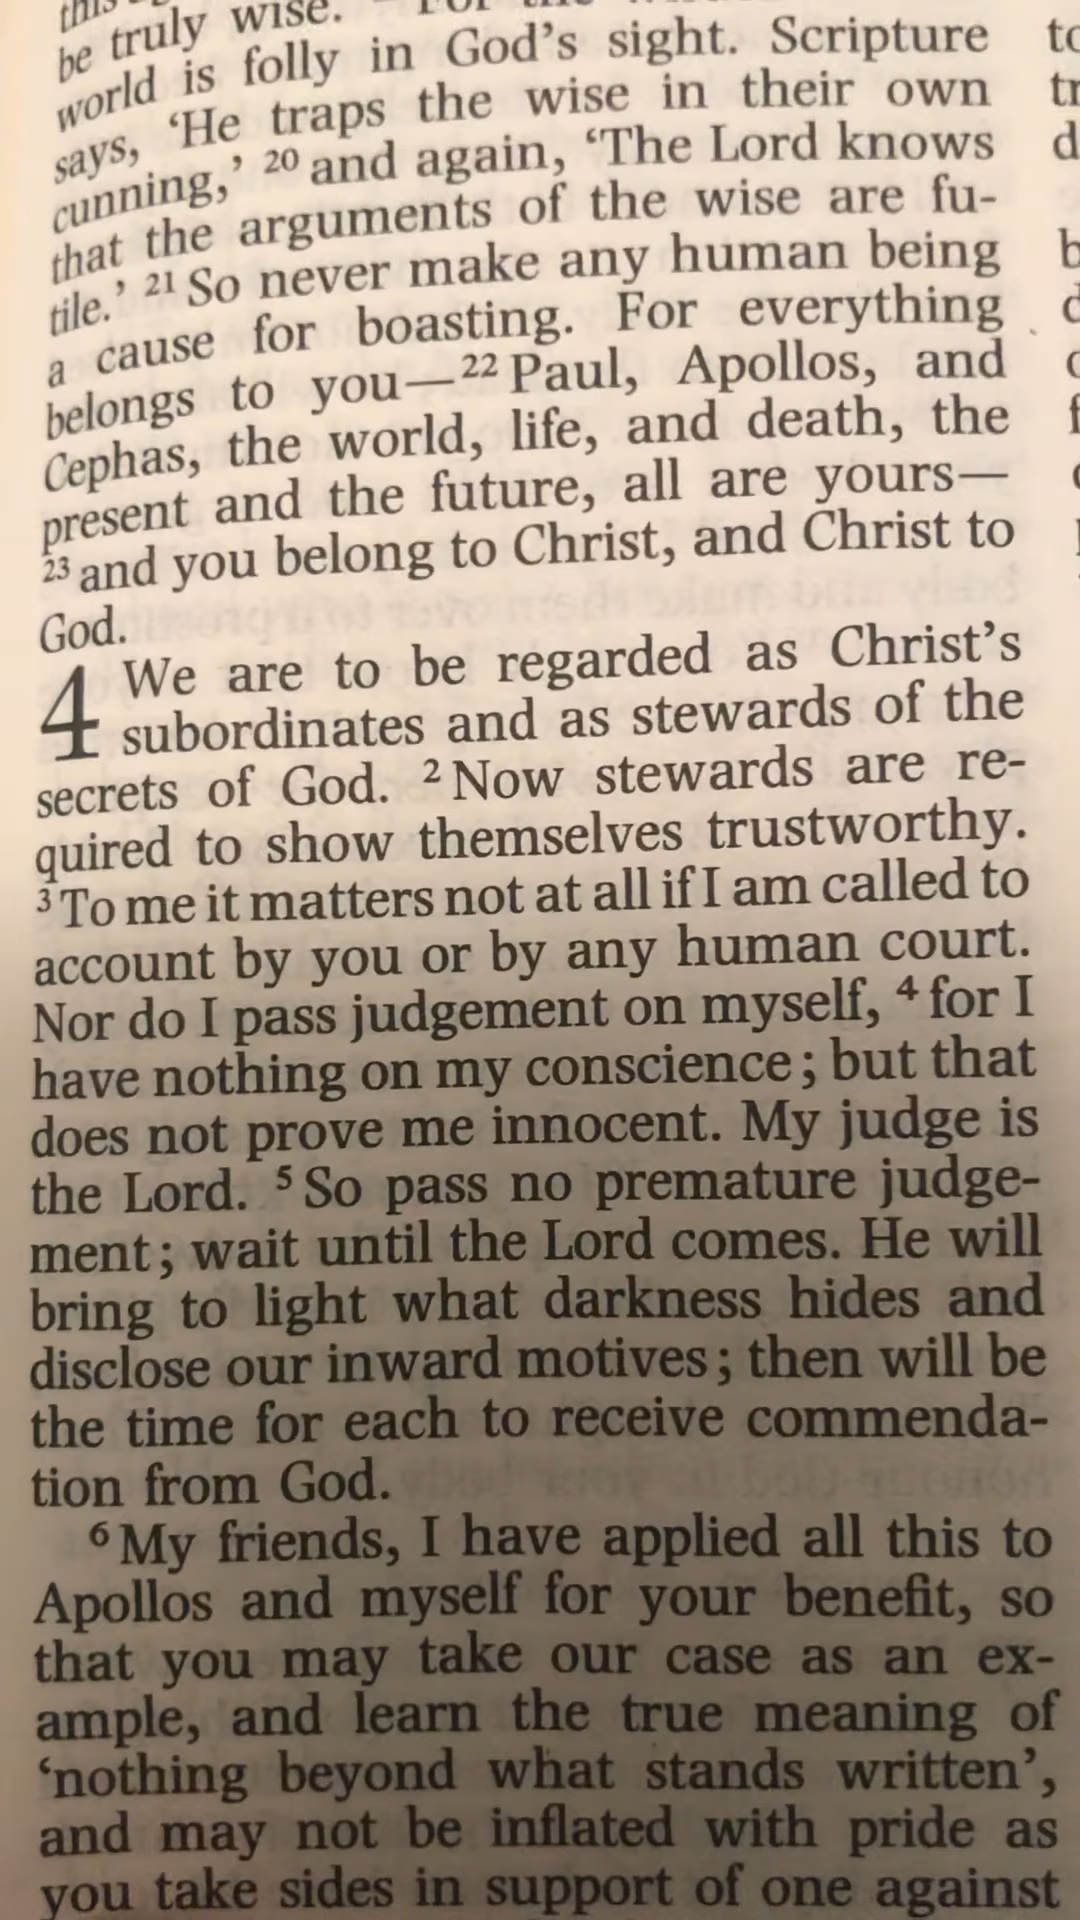 this
be truly wise. For the
world is folly in God's sight. Scripture
says, ‘He traps the wise in their own
cunning,’ 20 and again, ‘The Lord knows
that the arguments of the wise are fu-
tile.’ 21 So never make any human being
a cause for boasting. For everything
belongs to you—22 Paul, Apollos, and
Cephas, the world, life, and death, the
present and the future, all are yours—
23 and you belong to Christ, and Christ to
God.
4 We are to be regarded as Christ’s
subordinates and as stewards of the
secrets of God. 2 Now stewards are re-
quired to show themselves trustworthy.
3 To me it matters not at all if I am called to
account by you or by any human court.
Nor do I pass judgement on myself, 4 for I
have nothing on my conscience; but that
does not prove me innocent. My judge is
the Lord. 5 So pass no premature judge-
ment; wait until the Lord comes. He will
bring to light what darkness hides and
disclose our inward motives; then will be
the time for each to receive commenda-
tion from God.
6 My friends, I have applied all this to
Apollos and myself for your benefit, so
that you may take our case as an ex-
ample, and learn the true meaning of
‘nothing beyond what stands written’,
and may not be inflated with pride as
you take sides in support of one against